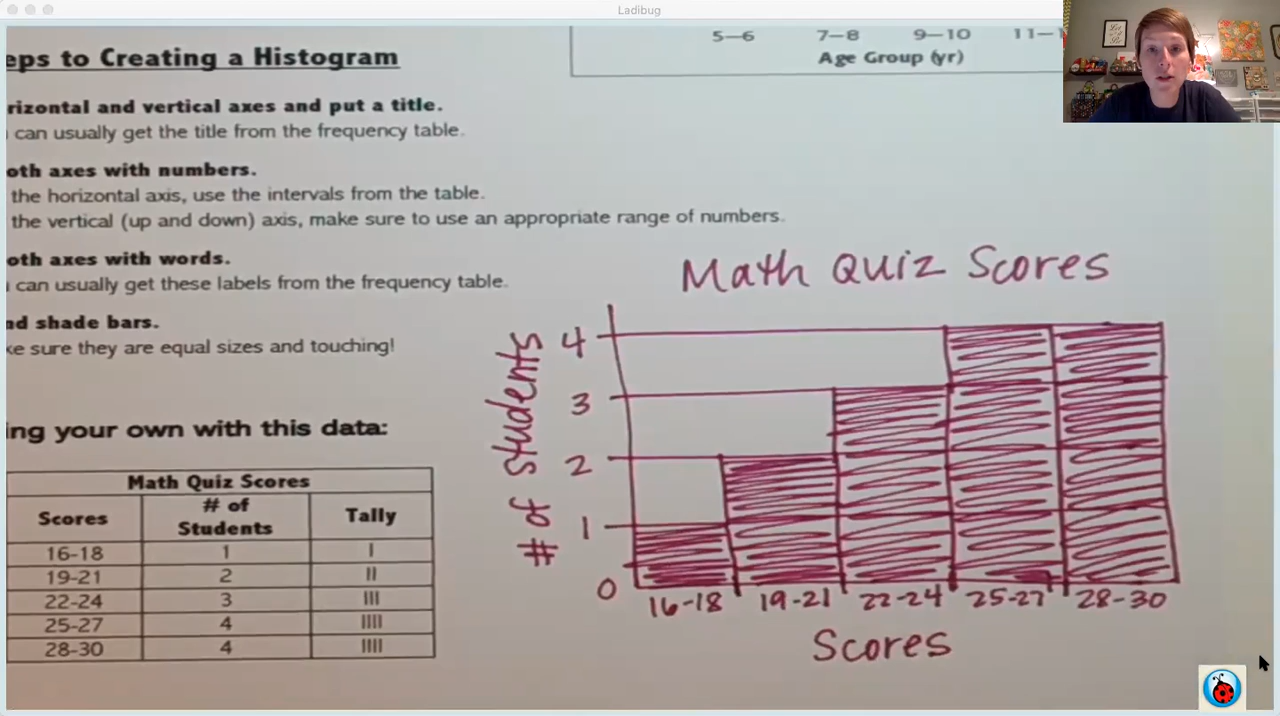 Ladibug
eps to Creating a Histogram
5—6 7—8 9—10 11—1
Age Group (yr)
rizontal and vertical axes and put a title.
can usually get the title from the frequency table.
oth axes with numbers.
the horizontal axis, use the intervals from the table.
the vertical (up and down) axis, make sure to use an appropriate range of numbers.
oth axes with words.
can usually get these labels from the frequency table.
nd shade bars.
ke sure they are equal sizes and touching!
ing your own with this data:
Math Quiz Scores
Scores # of Students Tally
16-18 1 I
19-21 2 II
22-24 3 III
25-27 4 IIII
28-30 4 IIII
Math Quiz Scores
# of students
4
3
2
1
0
16-18 19-21 22-24 25-27 28-30
Scores